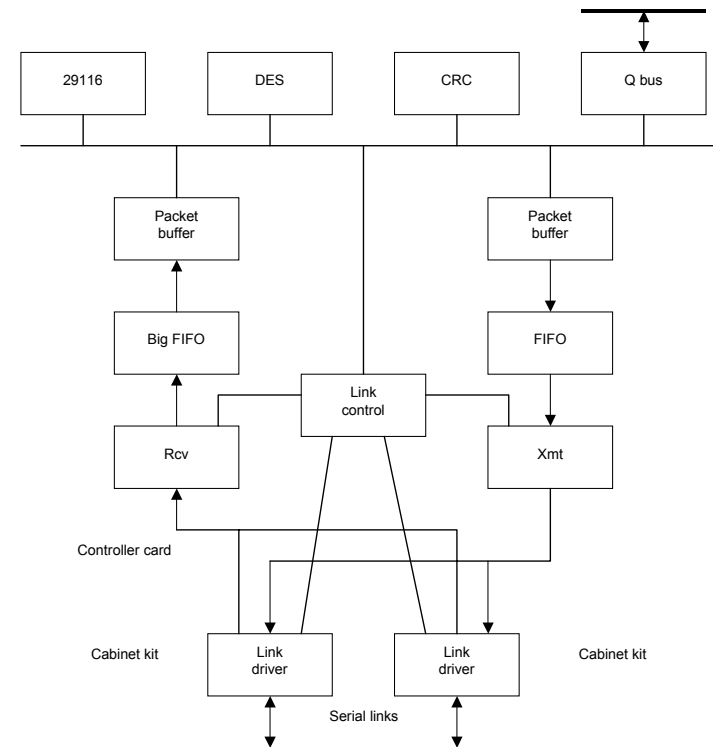 29116
DES
CRC
Q bus
Packet
buffer
Packet
buffer
Big FIFO
FIFO
Link
control
Rcv
Xmt
Controller card
Cabinet kit
Link
driver
Link
driver
Cabinet kit
Serial links